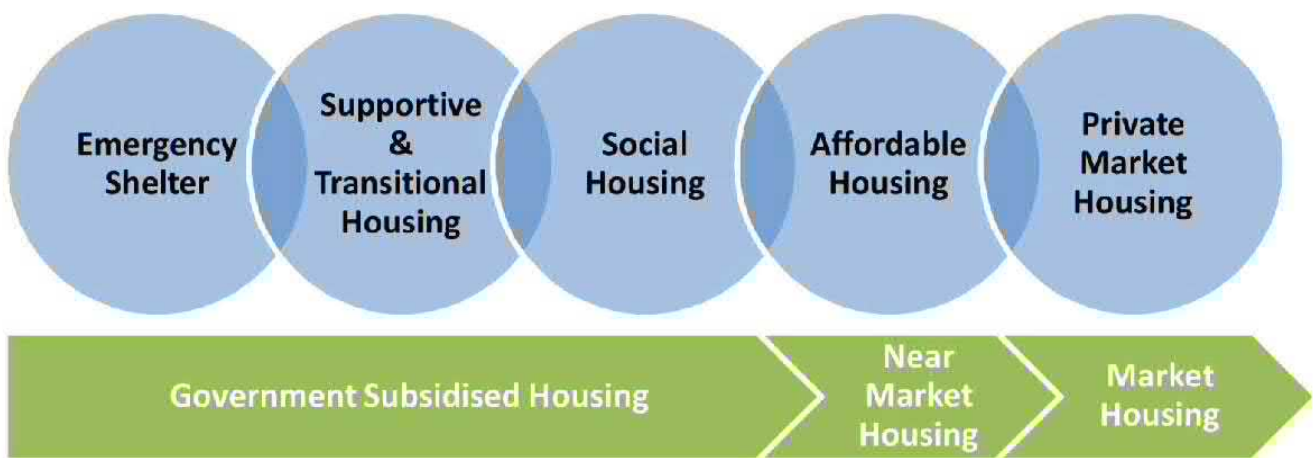 Emergency
Shelter
Supportive
&
Transitional
Housing
Social
Housing
Affordable
Housing
Private
Market
Housing
Government Subsidised Housing
Near
Market
Housing
Market
Housing